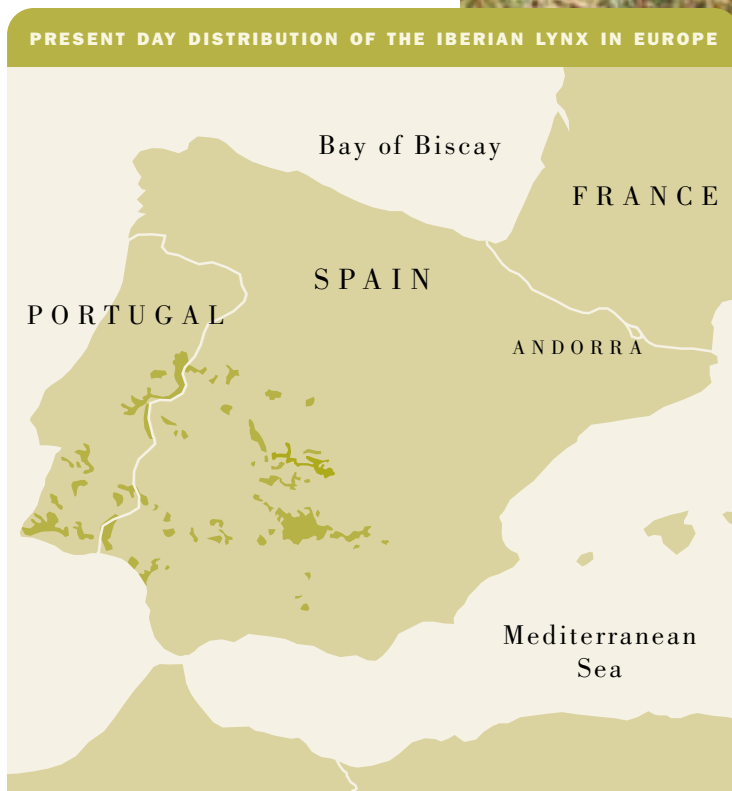 PRESENT DAY DISTRIBUTION OF THE IBERIAN LYNX IN EUROPE
Bay of Biscay
FRANCE
SPAIN
PORTUGAL
ANDORRA
Mediterranean
Sea